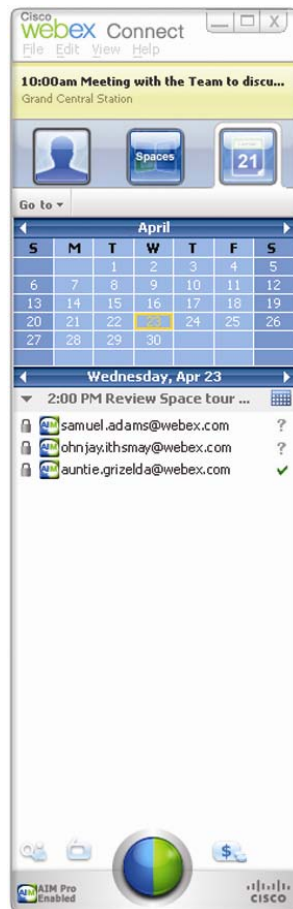 Cisco
webex Connect
File Edit View Help
10:00am Meeting with the Team to discu...
Grand Central Station
Spaces
21
Go to
April
S M T W T F S
1 2 3 4 5
6 7 8 9 10 11 12
13 14 15 16 17 18 19
20 21 22 23 24 25 26
27 28 29 30
Wednesday, Apr 23
2:00 PM Review Space tour ...
AIM samuel.adams@webex.com ?
AIM ohnjay.ithsmay@webex.com ?
AIM auntie.grizelda@webex.com
$
AIM AIM Pro
Enabled
CISCO